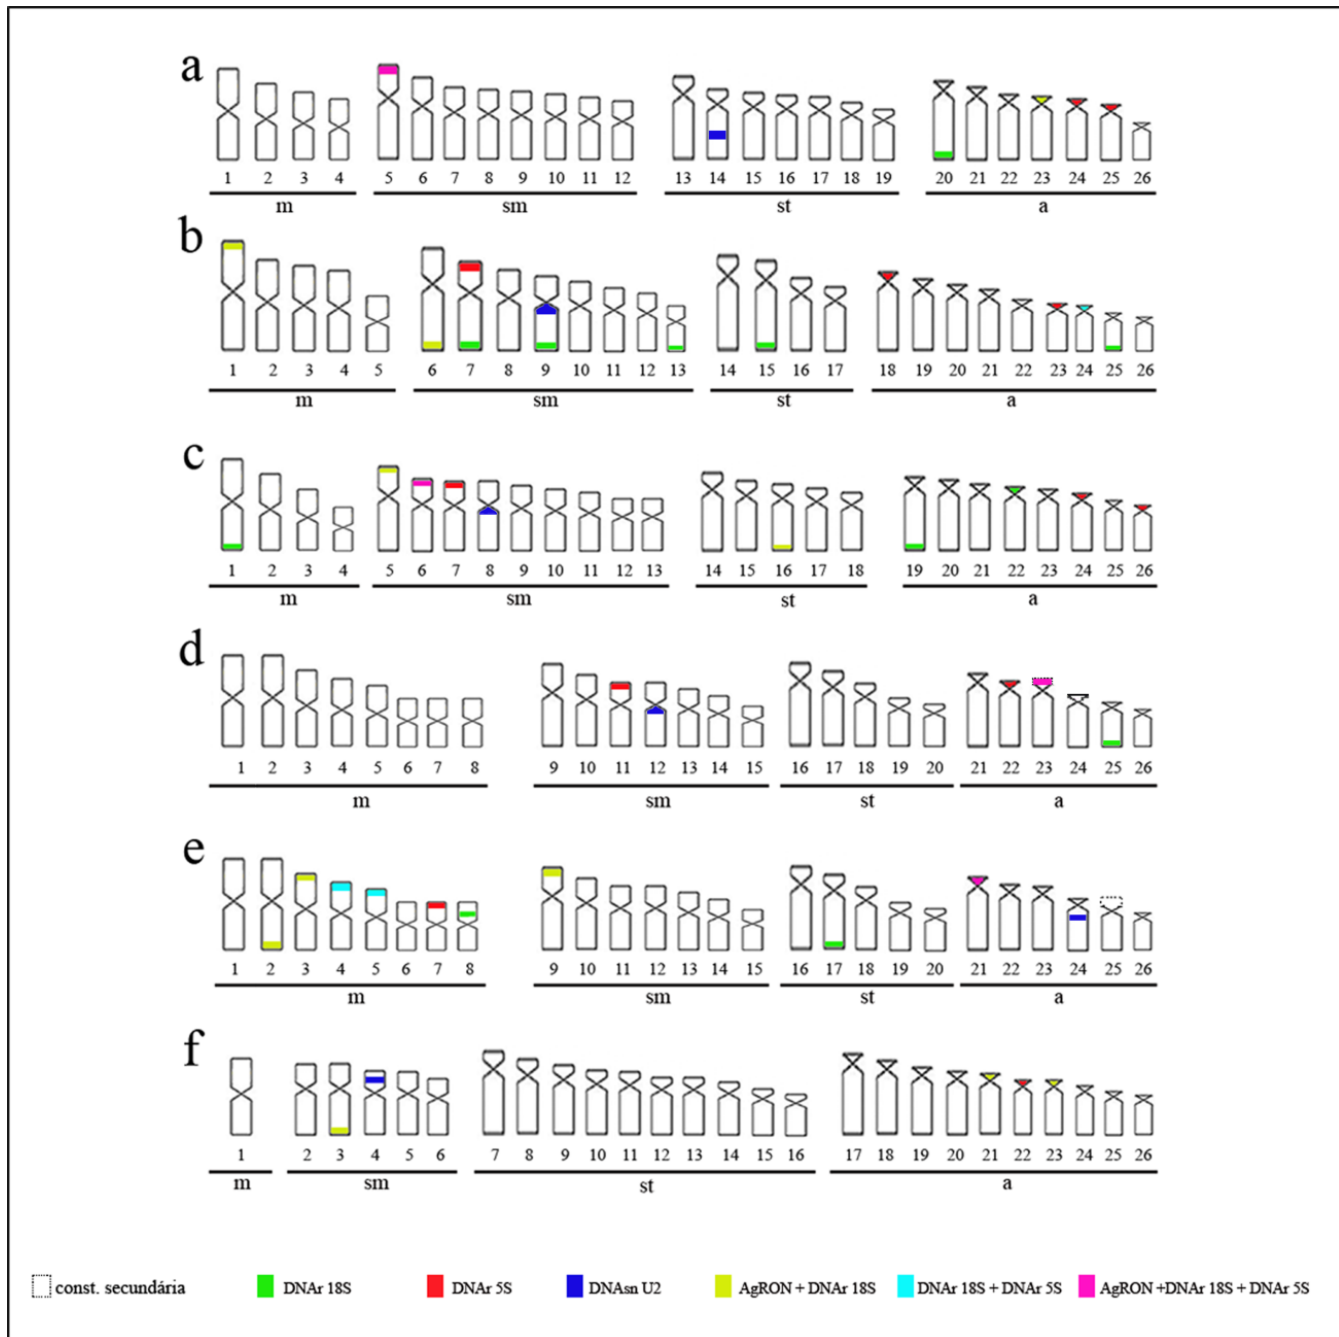 a
1 2 3 4 5 6 7 8 9 10 11 12 13 14 15 16 17 18 19 20 21 22 23 24 25 26
m sm st a
b
1 2 3 4 5 6 7 8 9 10 11 12 13 14 15 16 17 18 19 20 21 22 23 24 25 26
m sm st a
c
1 2 3 4 5 6 7 8 9 10 11 12 13 14 15 16 17 18 19 20 21 22 23 24 25 26
m sm st a
d
1 2 3 4 5 6 7 8 9 10 11 12 13 14 15 16 17 18 19 20 21 22 23 24 25 26
m sm st a
e
1 2 3 4 5 6 7 8 9 10 11 12 13 14 15 16 17 18 19 20 21 22 23 24 25 26
m sm st a
f
1 2 3 4 5 6 7 8 9 10 11 12 13 14 15 16 17 18 19 20 21 22 23 24 25 26
m sm st a
const. secundária DNAr 18S DNAr 5S DNAsn U2 AgRON + DNAr 18S DNAr 18S + DNAr 5S AgRON +DNAr 18S + DNAr 5S